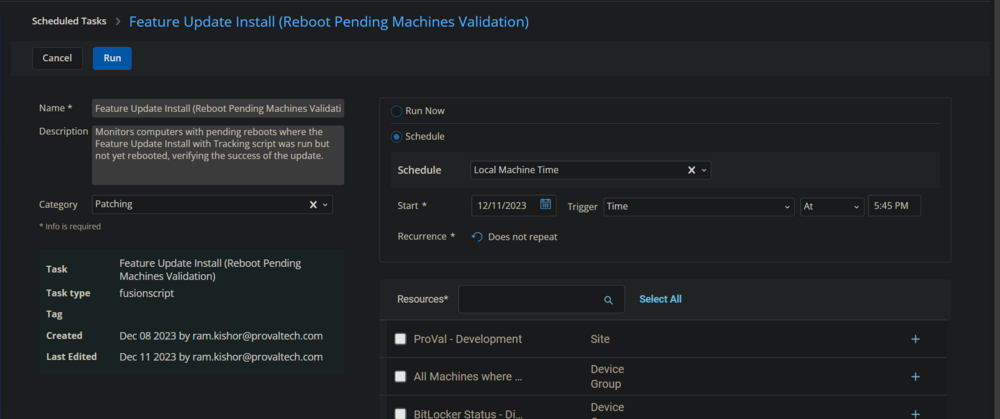 Scheduled Tasks > Feature Update Install (Reboot Pending Machines Validation)
Cancel Run
Name * Feature Update Install (Reboot Pending Machines Validati
Description Monitors computers with pending reboots where the
Feature Update Install with Tracking script was run but
not yet rebooted, verifying the success of the update.
Category Patching
* Info is required
Task Feature Update Install (Reboot Pending
Machines Validation)
Task type fusionscript
Tag
Created Dec 08 2023 by ram.kishor@provaltech.com
Last Edited Dec 11 2023 by ram.kishor@provaltech.com
Run Now
Schedule
Schedule Local Machine Time
Start * 12/11/2023 Trigger Time At 5:45 PM
Recurrence * Does not repeat
Resources* Select All
ProVal - Development Site
All Machines where ... Device
Group
BitLocker Status - Di... Device